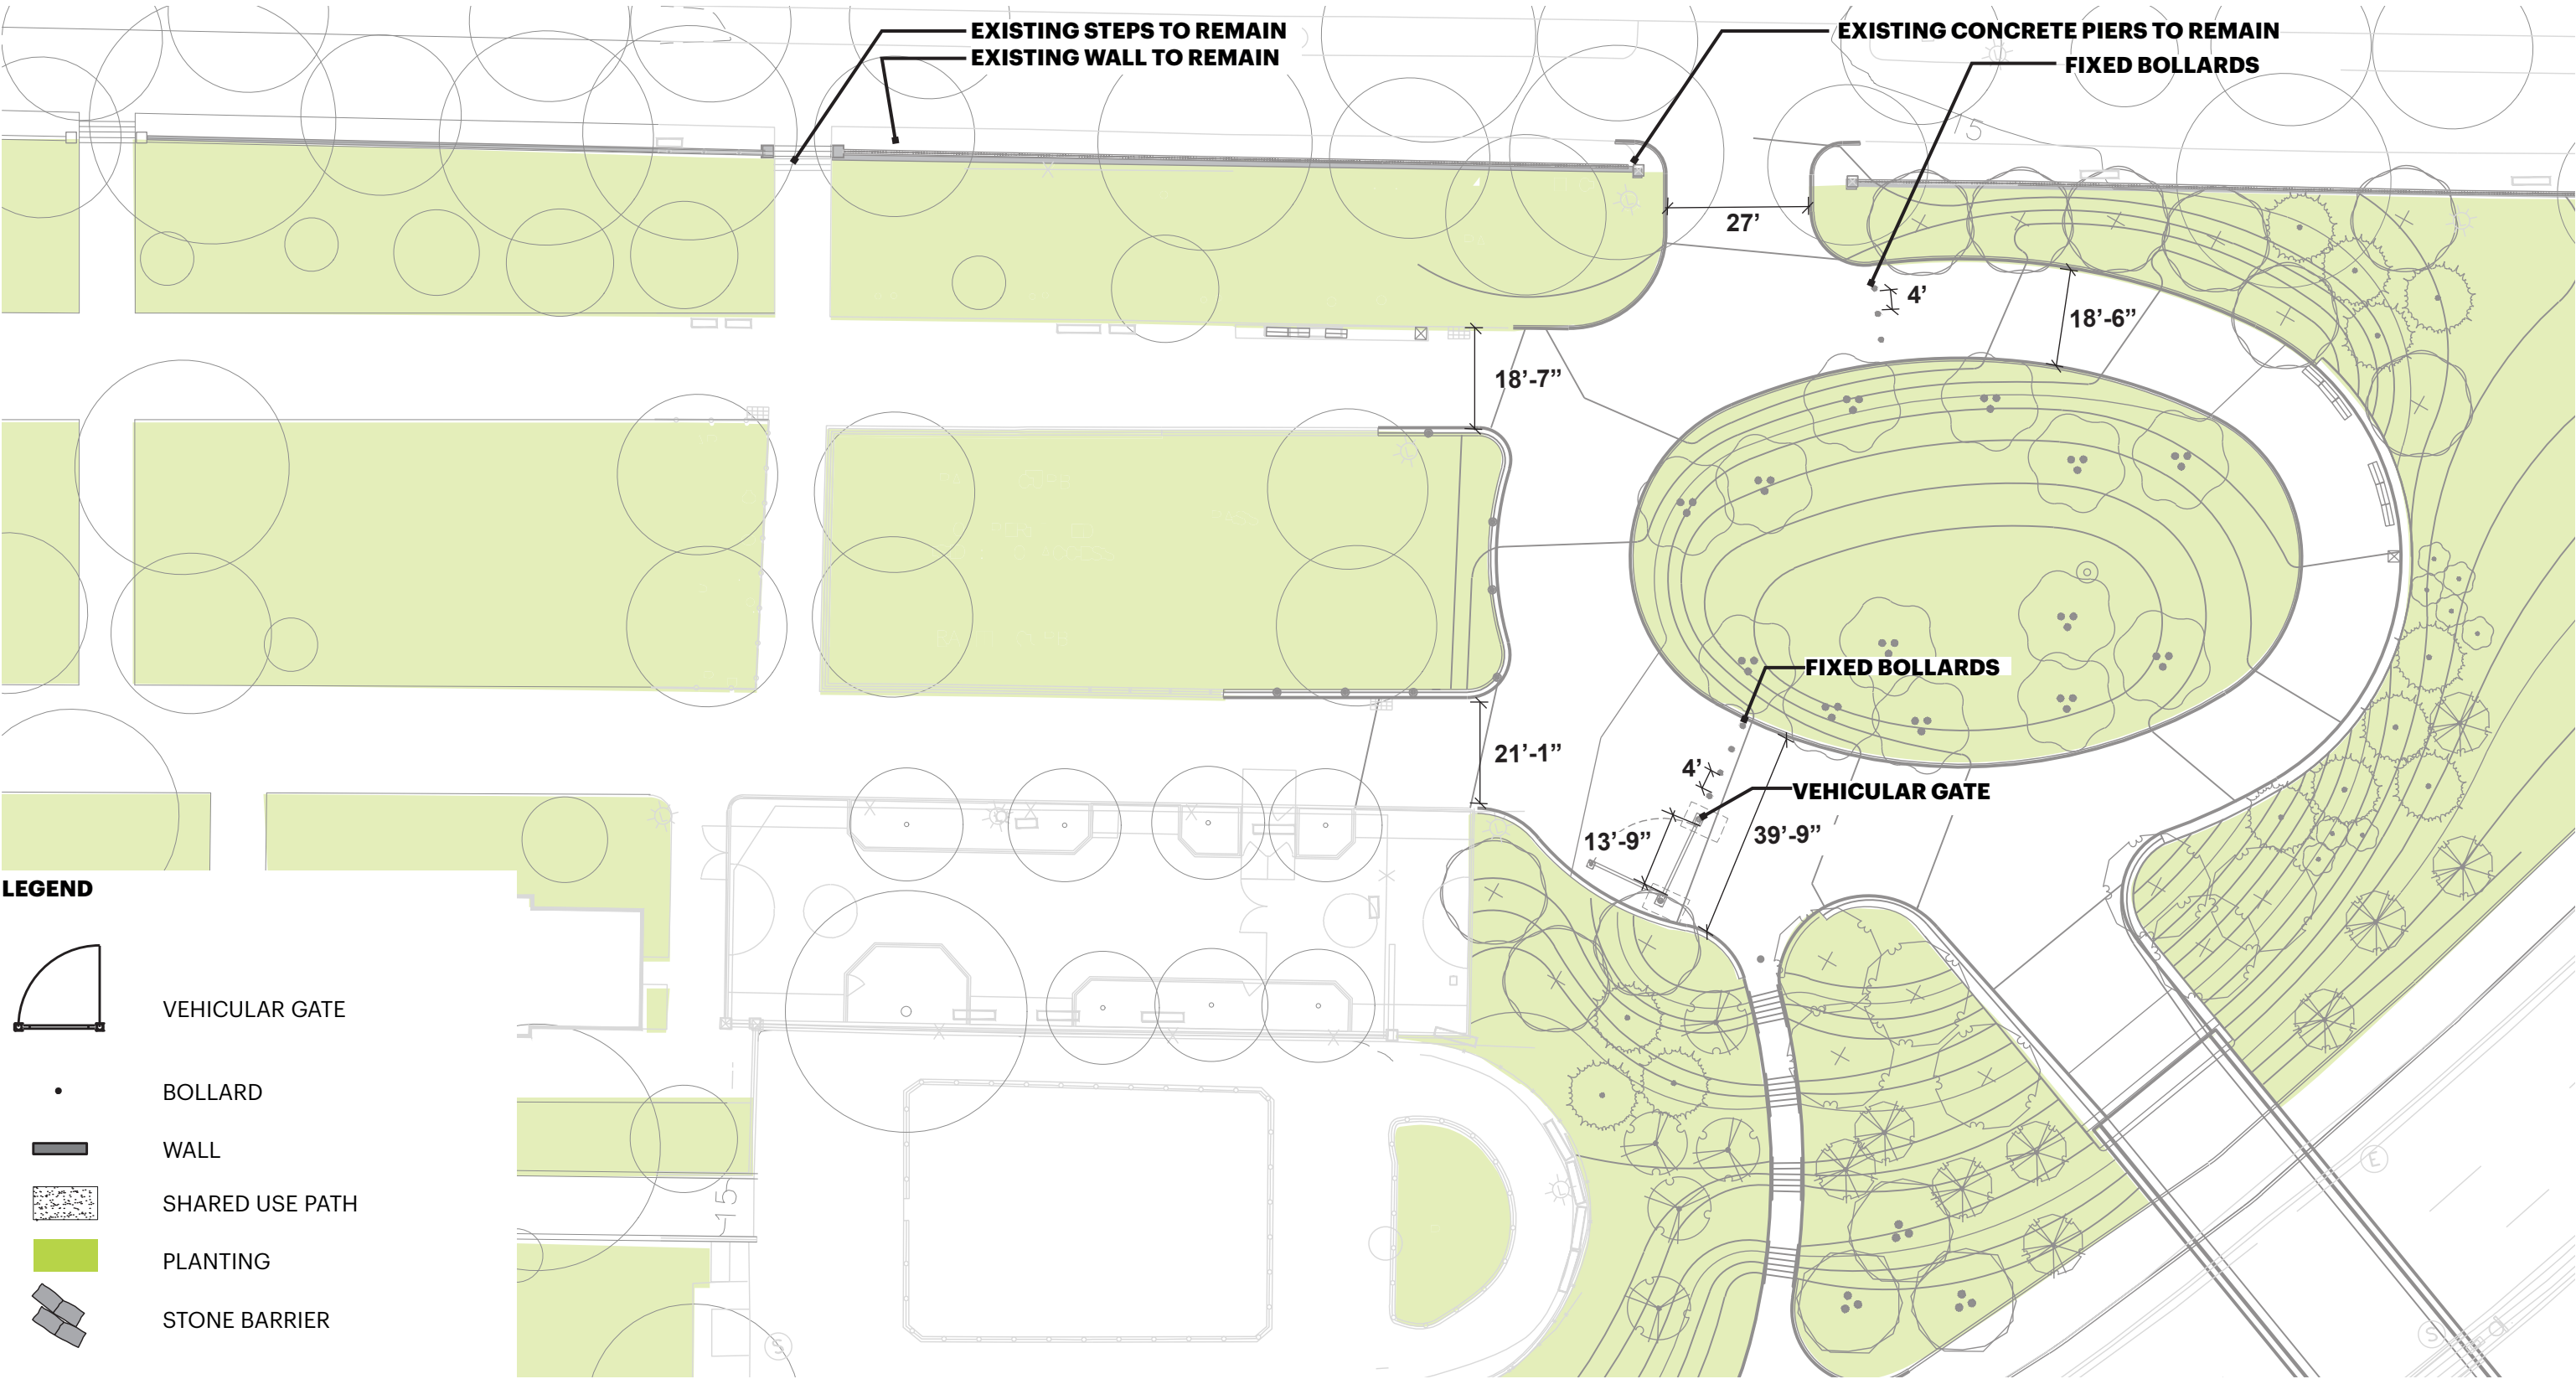 EXISTING STEPS TO REMAIN
EXISTING WALL TO REMAIN
EXISTING CONCRETE PIERS TO REMAIN
FIXED BOLLARDS
15
27’
4’
18’-6”
18’-7”
FIXED BOLLARDS
21’-1”
4’
VEHICULAR GATE
13’-9”
39’-9”
LEGEND
VEHICULAR GATE
BOLLARD
WALL
SHARED USE PATH
PLANTING
STONE BARRIER
15
E
S
S